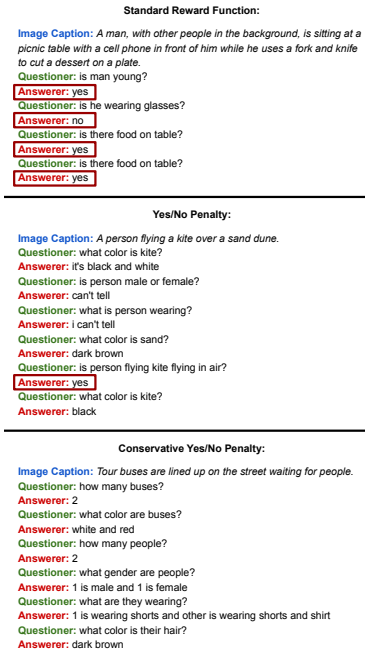 Standard Reward Function:
Image Caption: A man, with other people in the background, is sitting at a
picnic table with a cell phone in front of him while he uses a fork and knife
to cut a dessert on a plate.
Questioner: is man young?
Answerer: yes
Questioner: is he wearing glasses?
Answerer: no
Questioner: is there food on table?
Answerer: yes
Questioner: is there food on table?
Answerer: yes
Yes/No Penalty:
Image Caption: A person flying a kite over a sand dune.
Questioner: what color is kite?
Answerer: it's black and white
Questioner: is person male or female?
Answerer: can't tell
Questioner: what is person wearing?
Answerer: i can't tell
Questioner: what color is sand?
Answerer: dark brown
Questioner: is person flying kite flying in air?
Answerer: yes
Questioner: what color is kite?
Answerer: black
Conservative Yes/No Penalty:
Image Caption: Tour buses are lined up on the street waiting for people.
Questioner: how many buses?
Answerer: 2
Questioner: what color are buses?
Answerer: white and red
Questioner: how many people?
Answerer: 2
Questioner: what gender are people?
Answerer: 1 is male and 1 is female
Questioner: what are they wearing?
Answerer: 1 is wearing shorts and other is wearing shorts and shirt
Questioner: what color is their hair?
Answerer: dark brown